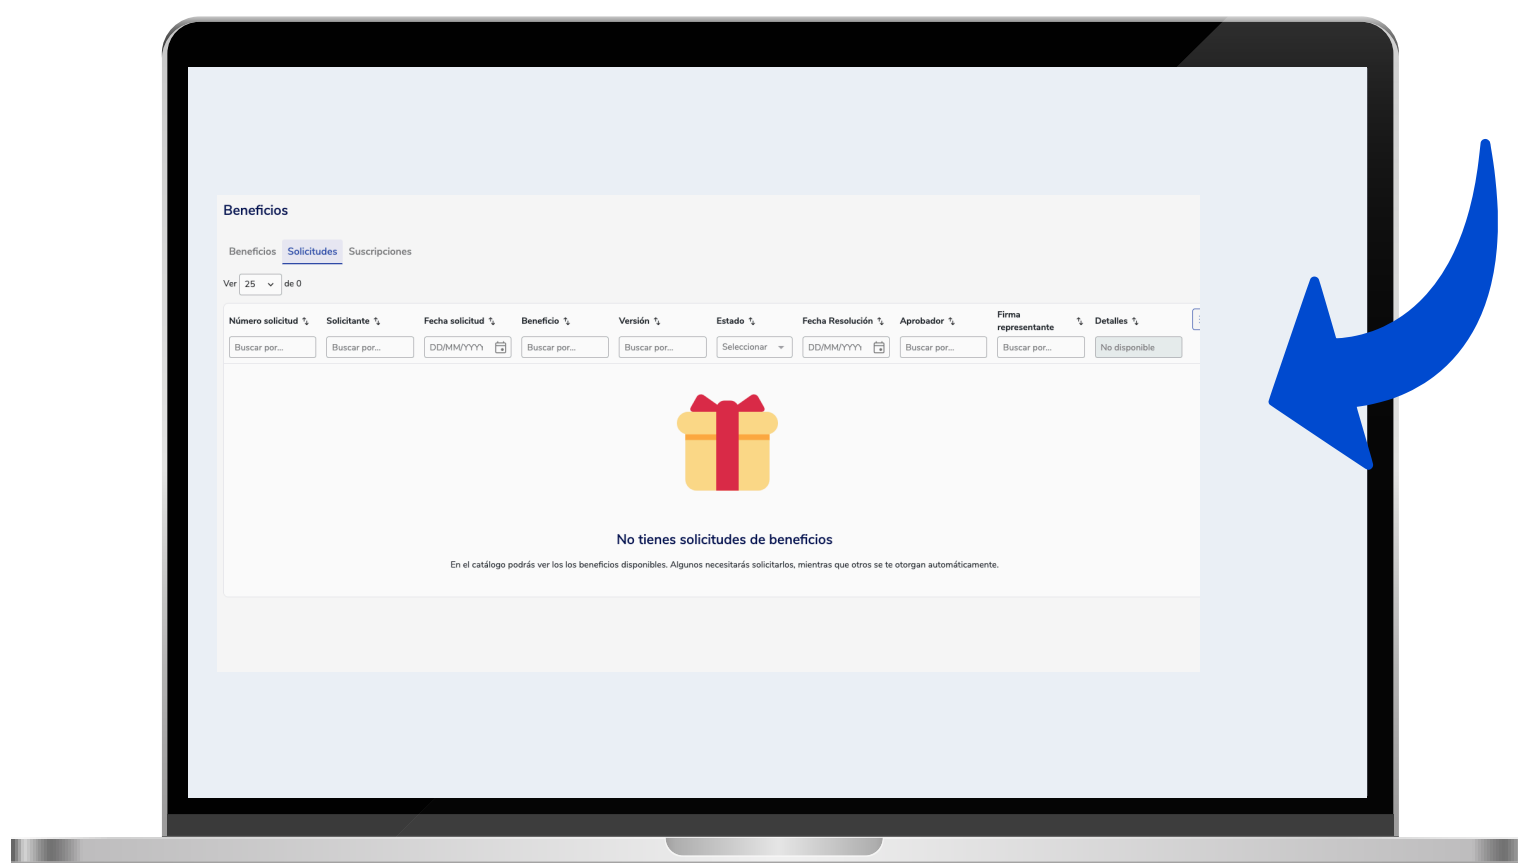 Beneficios
Beneficios Solicitudes Suscripciones
Ver 25 de 0
Número solicitud Solicitante Fecha solicitud Beneficio Versión Estado Fecha Resolución Aprobador Firma representante Detalles
Buscar por... Buscar por... DD/MM/YYYY Buscar por... Buscar por... Seleccionar DD/MM/YYYY Buscar por... Buscar por... No disponible
No tienes solicitudes de beneficios
En el catálogo podrás ver los los beneficios disponibles. Algunos necesitarás solicitarlos, mientras que otros se te otorgan automáticamente.